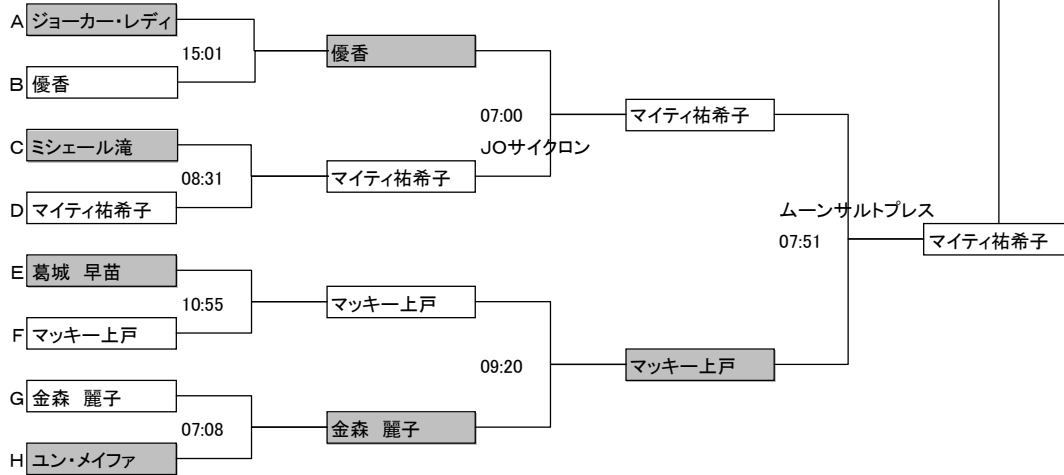 A ジョーカー・レディ
15:01
B 優香
優香
C ミシェール滝
08:31
D マイティ祐希子
マイティ祐希子
07:00
JOサイクロン
マイティ祐希子
E 葛城 早苗
10:55
F マッキー上戸
マッキー上戸
G 金森 麗子
07:08
H ユン・メイファ
金森 麗子
09:20
マッキー上戸
ムーンサルトプレス
07:51
マイティ祐希子